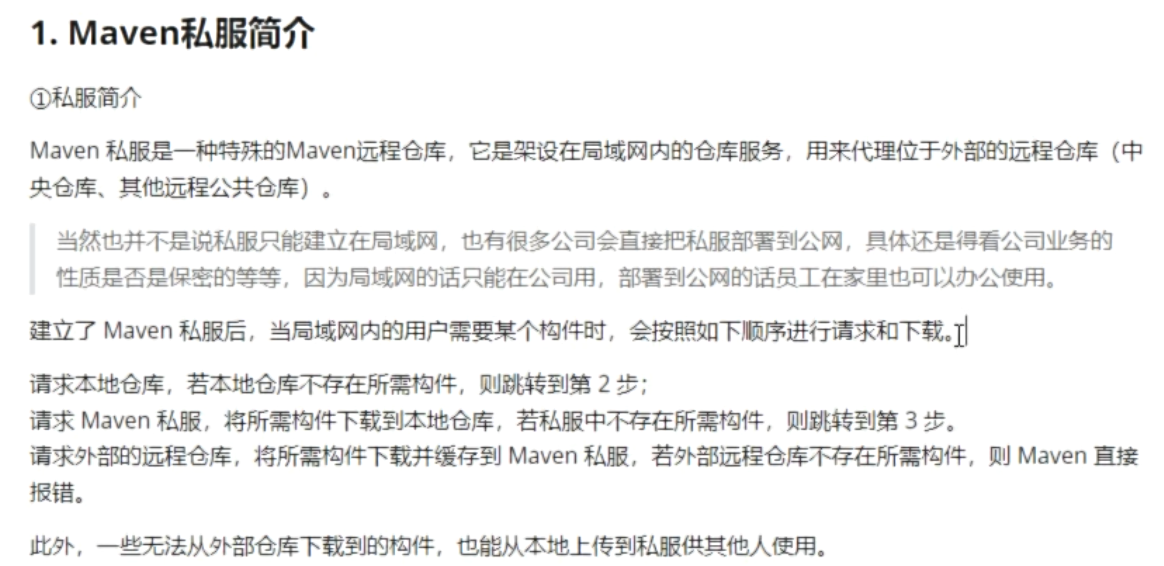 1. Maven私服简介
①私服简介
Maven 私服是一种特殊的Maven远程仓库，它是架设在局域网内的仓库服务，用来代理位于外部的远程仓库（中
央仓库、其他远程公共仓库）。
当然也并不是说私服只能建立在局域网，也有很多公司会直接把私服部署到公网，具体还是得看公司业务的
性质是否是保密的等等，因为局域网的话只能在公司用，部署到公网的话员工在家里也可以办公使用。
建立了 Maven 私服后，当局域网内的用户需要某个构件时，会按照如下顺序进行请求和下载。
请求本地仓库，若本地仓库不存在所需构件，则跳转到第 2 步；
请求 Maven 私服，将所需构件下载到本地仓库，若私服中不存在所需构件，则跳转到第 3 步。
请求外部的远程仓库，将所需构件下载并缓存到 Maven 私服，若外部远程仓库不存在所需构件，则 Maven 直接
报错。
此外，一些无法从外部仓库下载到的构件，也能从本地上传到私服供其他人使用。